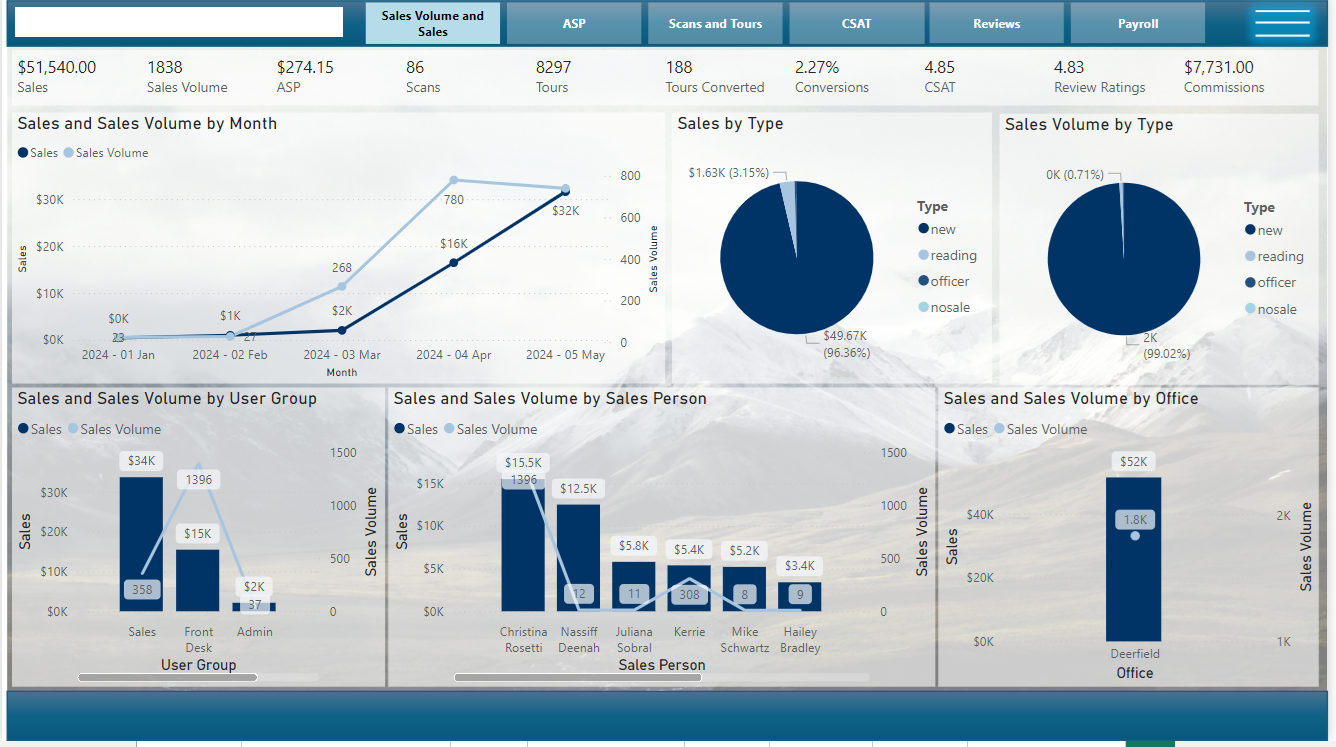 Sales Volume and
Sales
ASP
Scans and Tours
CSAT
Reviews
Payroll
$51,540.00
Sales
1838
Sales Volume
$274.15
ASP
86
Scans
8297
Tours
188
Tours Converted
2.27%
Conversions
4.85
CSAT
4.83
Review Ratings
$7,731.00
Commissions
Sales and Sales Volume by Month
Sales
Sales Volume
Sales
$30K
$20K
$10K
$0K
$0K
23
$1K
27
268
$2K
780
$16K
$32K
800
600
400
200
0
Sales Volume
2024 - 01 Jan
2024 - 02 Feb
2024 - 03 Mar
2024 - 04 Apr
2024 - 05 May
Month
Sales by Type
$1.63K (3.15%)
$49.67K
(96.36%)
Type
new
reading
officer
nosale
Sales Volume by Type
0K (0.71%)
2K
(99.02%)
Type
new
reading
officer
nosale
Sales and Sales Volume by User Group
Sales
Sales Volume
Sales
$30K
$20K
$10K
$0K
$34K
358
1396
$15K
$2K
37
1500
1000
500
0
Sales Volume
Sales
Front
Desk
Admin
User Group
Sales and Sales Volume by Sales Person
Sales
Sales Volume
Sales
$15K
$10K
$5K
$0K
$15.5K
1396
$12.5K
12
$5.8K
11
$5.4K
308
$5.2K
8
$3.4K
9
1500
1000
500
0
Sales Volume
Christina
Rosetti
Nassiff
Deenah
Juliana
Sobral
Kerrie
Mike
Schwartz
Hailey
Bradley
Sales Person
Sales and Sales Volume by Office
Sales
Sales Volume
Sales
$40K
$20K
$0K
$52K
1.8K
2K
1K
Sales Volume
Deerfield
Office